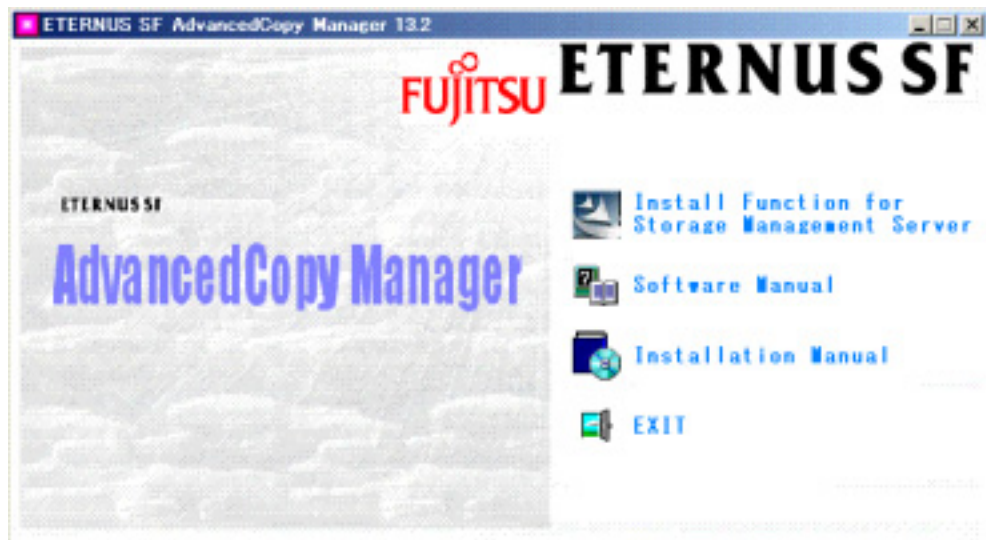 ETERNUS SF AdvancedCopy Manager 13.2
FUJITSU ETERNUS SF
ETERNUS SF
AdvancedCopy Manager
Install Function for
Storage Management Server
Software Manual
Installation Manual
EXIT